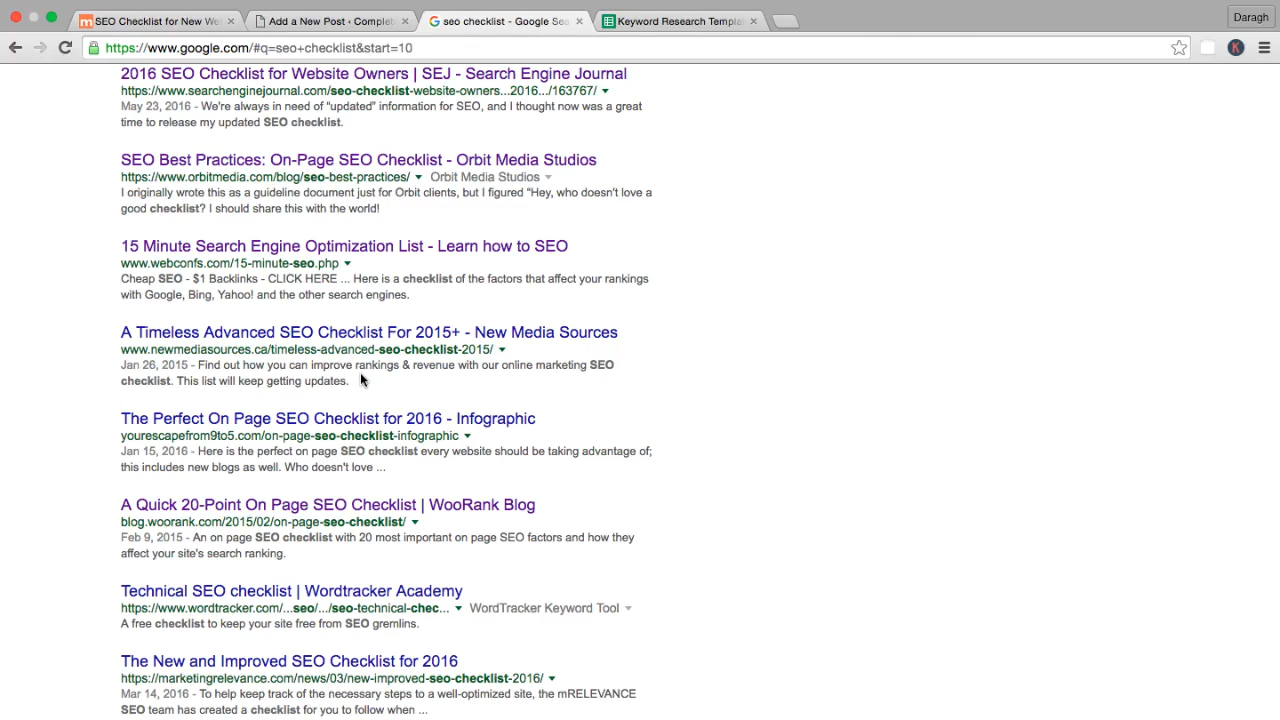 SEO Checklist for New We
Add a New Post ‹ Complet
seo checklist - Google Sea
Keyword Research Templat
Daragh
https://www.google.com/#q=seo+checklist&start=10
K
2016 SEO Checklist for Website Owners | SEJ - Search Engine Journal
https://www.searchenginejournal.com/seo-checklist-website-owners...2016.../163767/
May 23, 2016 - We're always in need of “updated” information for SEO, and I thought now was a great
time to release my updated SEO checklist.
SEO Best Practices: On-Page SEO Checklist - Orbit Media Studios
https://www.orbitmedia.com/blog/seo-best-practices/ Orbit Media Studios
I originally wrote this as a guideline document just for Orbit clients, but I figured “Hey, who doesn't love a
good checklist? I should share this with the world!
15 Minute Search Engine Optimization List - Learn how to SEO
www.webconfs.com/15-minute-seo.php
Cheap SEO - $1 Backlinks - CLICK HERE ... Here is a checklist of the factors that affect your rankings
with Google, Bing, Yahoo! and the other search engines.
A Timeless Advanced SEO Checklist For 2015+ - New Media Sources
www.newmediasources.ca/timeless-advanced-seo-checklist-2015/
Jan 26, 2015 - Find out how you can improve rankings & revenue with our online marketing SEO
checklist. This list will keep getting updates.
The Perfect On Page SEO Checklist for 2016 - Infographic
yourescapefrom9to5.com/on-page-seo-checklist-infographic
Jan 15, 2016 - Here is the perfect on page SEO checklist every website should be taking advantage of;
this includes new blogs as well. Who doesn't love ...
A Quick 20-Point On Page SEO Checklist | WooRank Blog
blog.woorank.com/2015/02/on-page-seo-checklist/
Feb 9, 2015 - An on page SEO checklist with 20 most important on page SEO factors and how they
affect your site's search ranking.
Technical SEO checklist | Wordtracker Academy
https://www.wordtracker.com/...seo/.../seo-technical-chec... WordTracker Keyword Tool
A free checklist to keep your site free from SEO gremlins.
The New and Improved SEO Checklist for 2016
https://marketingrelevance.com/news/03/new-improved-seo-checklist-2016/
Mar 14, 2016 - To help keep track of the necessary steps to a well-optimized site, the mRELEVANCE
SEO team has created a checklist for you to follow when ...